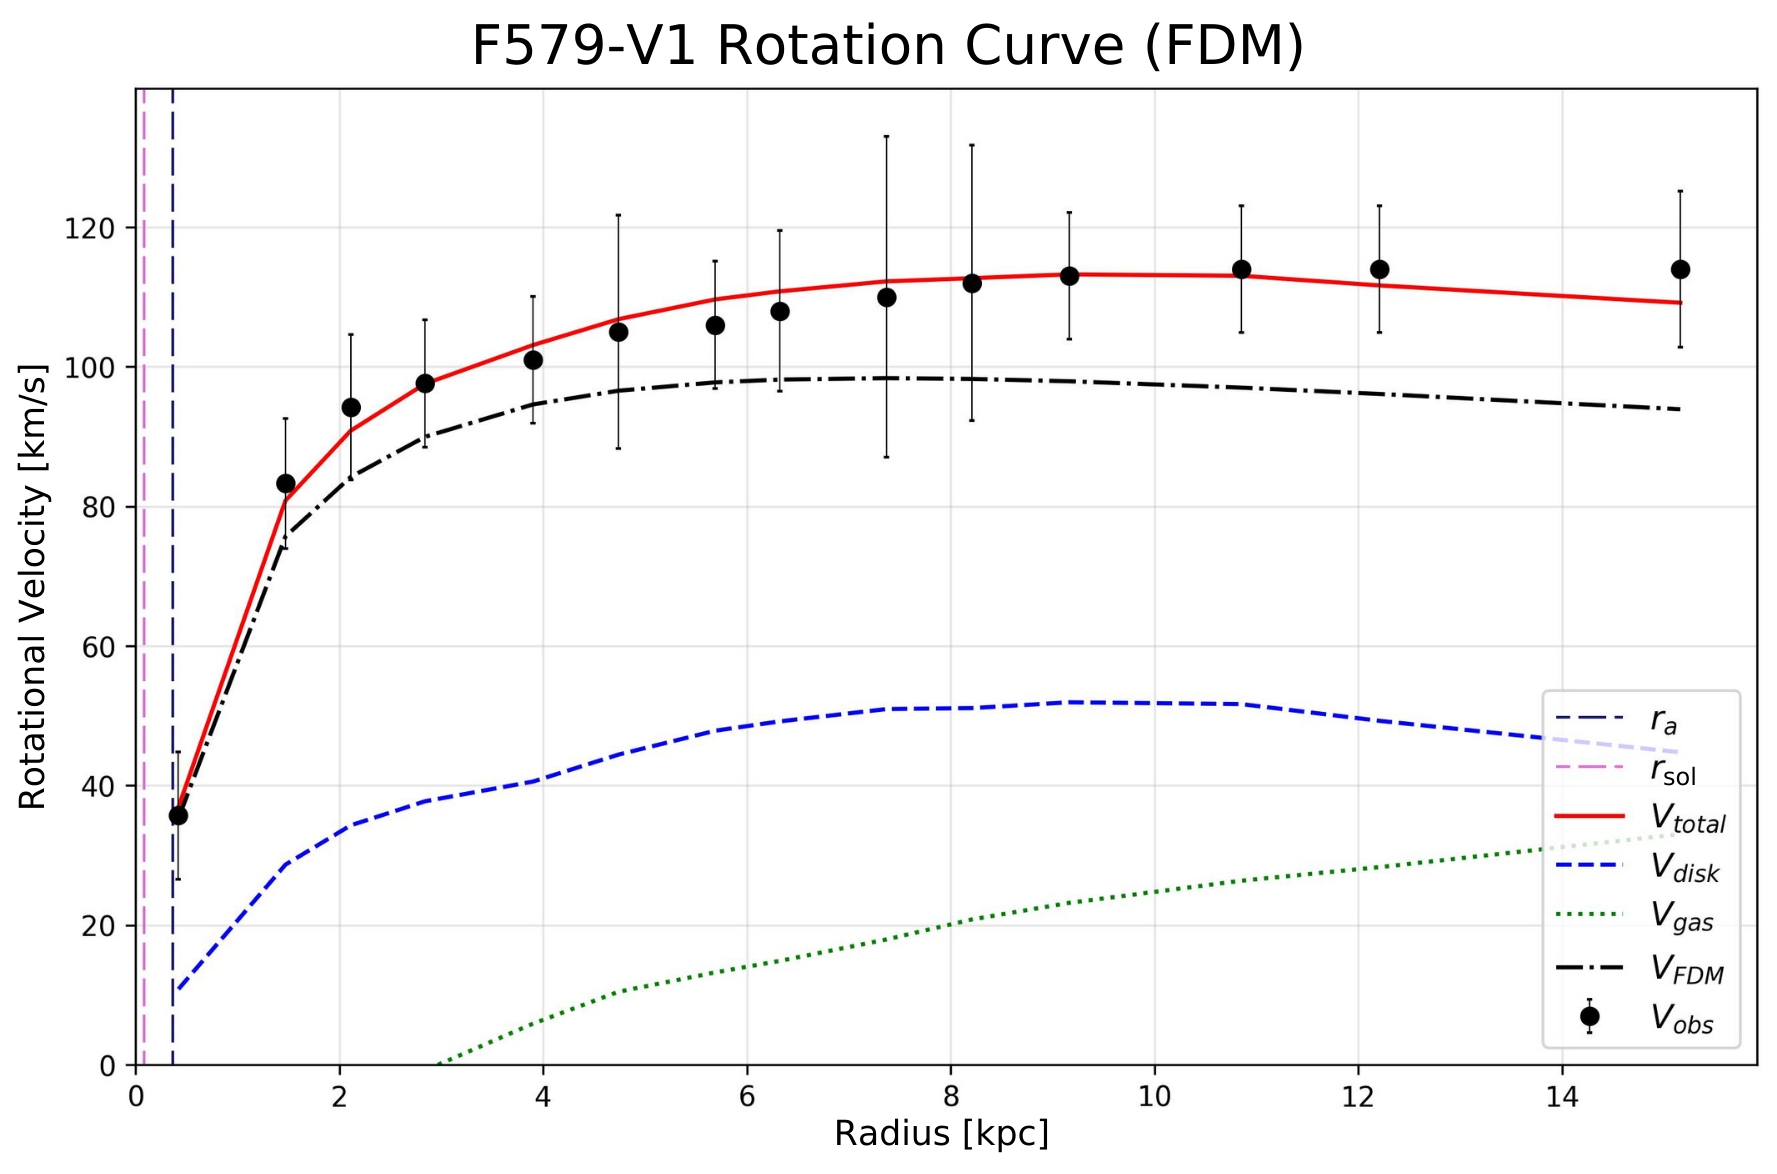 F579-V1 Rotation Curve (FDM)
Rotational Velocity [km/s]
120
100
80
60
40
20
0
0 2 4 6 8 10 12 14
Radius [kpc]
r_a
r_sol
V_total
V_disk
V_gas
V_FDM
V_obs